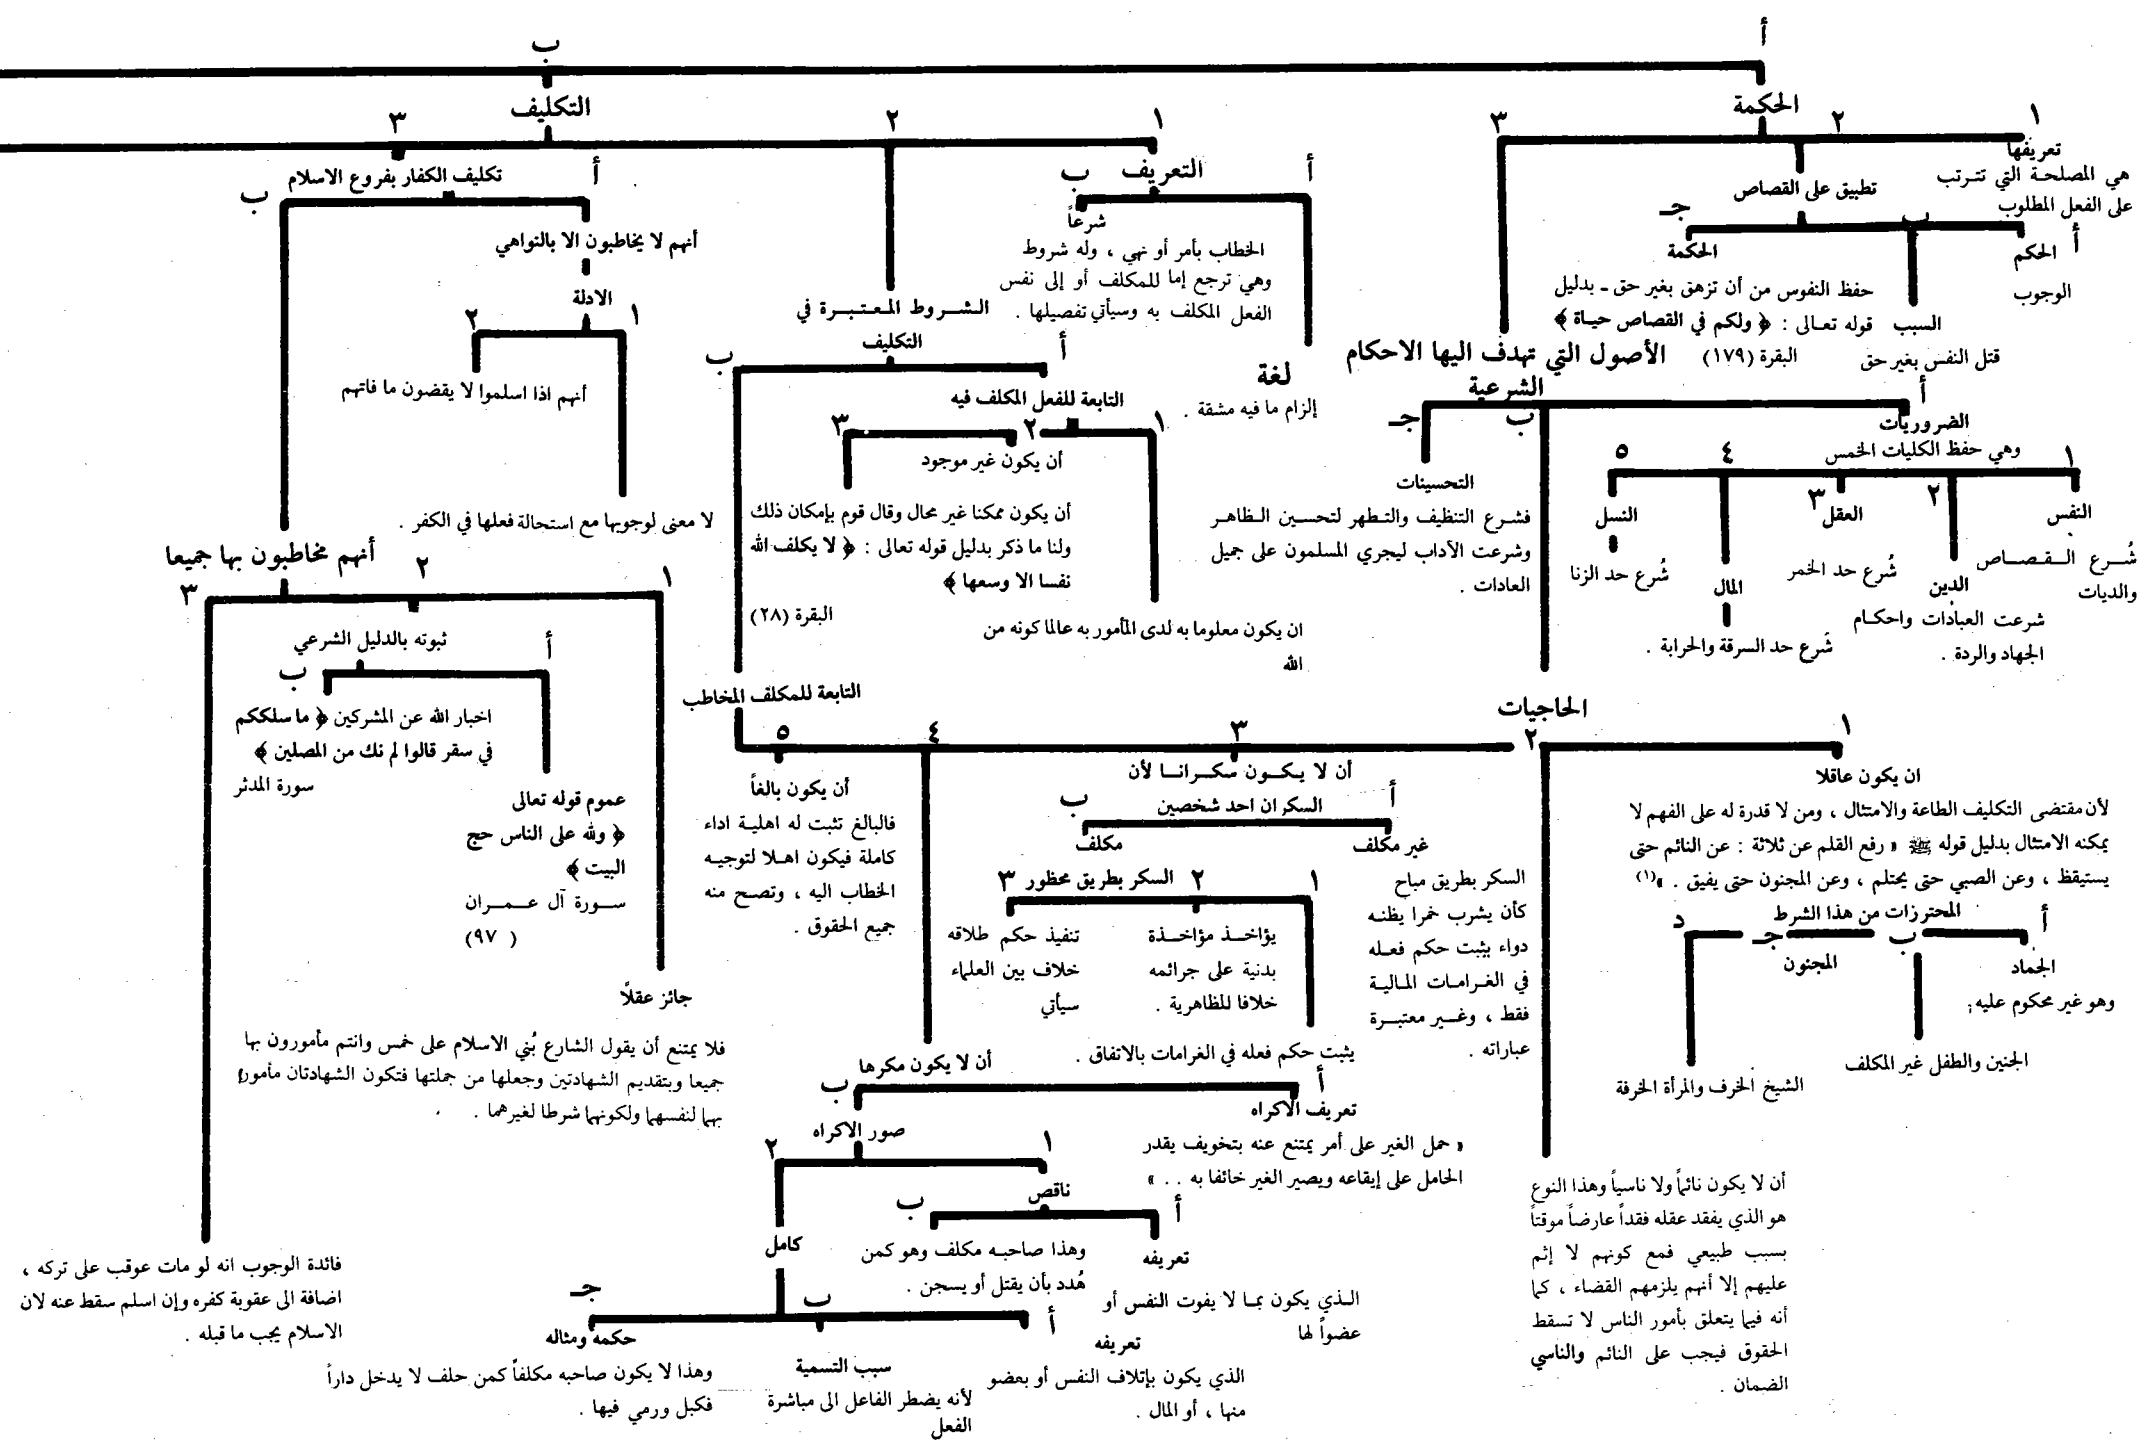 أ
ب
الحكمة
١
٢
٣
تعريفها
هي المصلحة التي تترتب
على الفعل المطلوب
تطبيق على القصاص
أ
ب
جـ
الحكم
الوجوب
السبب
قتل النفس بغير حق
الحكمة
حفظ النفوس من أن تزهق بغير حق ـ بدليل
قوله تعالى : ﴿ ولكم في القصاص حياة ﴾
البقرة (١٧٩)
الأصول التي تهدف اليها الاحكام
الشرعية
أ
ب
جـ
الضروريات
وهي حفظ الكليات الخمس
١
٢
٣
٤
٥
النفس
شُرع القصاص
والديات
الدين
شرعت العبادات واحكام
الجهاد والردة .
العقل
شُرع حد الخمر
المال
شَرع حد السرقة والحرابة .
النسل
شُرع حد الزنا
الحاجيات
التحسينات
فشرع التنظيف والتطهر لتحسين الظاهر
وشرعت الآداب ليجري المسلمون على جميل
العادات .
التكليف
١
٢
٣
التعريف
أ
ب
لغة
إلزام ما فيه مشقة .
شرعاً
الخطاب بأمر أو نهي ، وله شروط
وهي ترجع إما للمكلف أو إلى نفس
الفعل المكلف به وسيأتي تفصيلها .
الشروط المعتبرة في
التكليف
أ
ب
التابعة للفعل المكلف فيه
١
٢
٣
ان يكون معلوما به لدى المأمور به عالما كونه من
الله
أن يكون غير موجود
أن يكون ممكنا غير محال وقال قوم بإمكان ذلك
ولنا ما ذكر بدليل قوله تعالى : ﴿ لا يكلف الله
نفسا الا وسعها ﴾
البقرة (٢٨)
التابعة للمكلف المخاطب
١
٢
٣
٤
٥
ان يكون عاقلا
لأن مقتضى التكليف الطاعة والامتثال ، ومن لا قدرة له على الفهم لا
يمكنه الامتثال بدليل قوله ﷺ « رفع القلم عن ثلاثة : عن النائم حتى
يستيقظ ، وعن الصبي حتى يحتلم ، وعن المجنون حتى يفيق . »(١)
المحترزات من هذا الشرط
أ
ب
جـ
د
الجماد
وهو غير محكوم عليه
الجنين والطفل غير المكلف
المجنون
الشيخ الخرف والمرأة الخرفة
أن لا يكون نائماً ولا ناسياً وهذا النوع
هو الذي يفقد عقله فقداً عارضاً موقتاً
بسبب طبيعي فمع كونهم لا إثم
عليهم إلا أنهم يلزمهم القضاء ، كما
أنه فيما يتعلق بأمور الناس لا تسقط
الحقوق فيجب على النائم والناسي
الضمان .
أن لا يكون سكرانا لأن
السكران احد شخصين
أ
ب
غير مكلف
السكر بطريق مباح
كأن يشرب خمرا يظنه
دواء يثبت حكم فعله
في الغرامات المالية
فقط ، وغير معتبرة
عباراته .
مكلف
السكر بطريق محظور
١
٢
٣
يثبت حكم فعله في الغرامات بالاتفاق .
يؤاخذ مؤاخذة
بدنية على جرائمه
خلافا للظاهرية .
تنفيذ حكم طلاقه
خلاف بين العلماء
سيأتي
أن لا يكون مكرها
أ
ب
تعريف الاكراه
« حمل الغير على أمر يمتنع عنه بتخويف يقدر
الحامل على إيقاعه ويصير الغير خائفا به . . »
صور الاكراه
١
٢
ناقص
أ
ب
تعريفه
الذي يكون بما لا يفوت النفس أو
عضواً لها
وهذا صاحبه مكلف وهو كمن
هُدد بأن يقتل أو يسجن .
كامل
أ
ب
جـ
تعريفه
الذي يكون بإتلاف النفس أو بعضو
منها ، أو المال .
سبب التسمية
لأنه يضطر الفاعل الى مباشرة
الفعل
حكمه ومثاله
وهذا لا يكون صاحبه مكلفاً كمن حلف لا يدخل داراً
فكبل ورمي فيها .
أن يكون بالغاً
فالبالغ تثبت له اهلية اداء
كاملة فيكون اهلا لتوجيه
الخطاب اليه ، وتصح منه
جميع الحقوق .
تكليف الكفار بفروع الاسلام
أ
ب
أنهم لا يخاطبون الا بالنواهي
الادلة
١
٢
لا معنى لوجوبها مع استحالة فعلها في الكفر .
أنهم اذا اسلموا لا يقضون ما فاتهم
أنهم مخاطبون بها جميعا
١
٢
٣
جائز عقلًا
فلا يمتنع أن يقول الشارع بُني الاسلام على خمس وانتم مأمورون بها
جميعا وبتقديم الشهادتين وجعلها من جملتها فتكون الشهادتان مأمورا
بهما لنفسهما ولكونهما شرطا لغيرهما .
ثبوته بالدليل الشرعي
أ
ب
عموم قوله تعالى
﴿ ولله على الناس حج
البيت ﴾
سورة آل عمران
(٩٧ )
اخبار الله عن المشركين ﴿ ما سلككم
في سقر قالوا لم نك من المصلين ﴾
سورة المدثر
فائدة الوجوب انه لو مات عوقب على تركه ،
اضافة الى عقوبة كفره وإن اسلم سقط عنه لان
الاسلام يجب ما قبله .